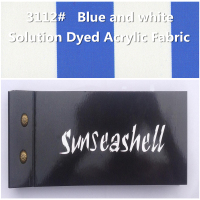 3112#   Blue and white
Solution Dyed Acrylic Fabric
Sunseashell